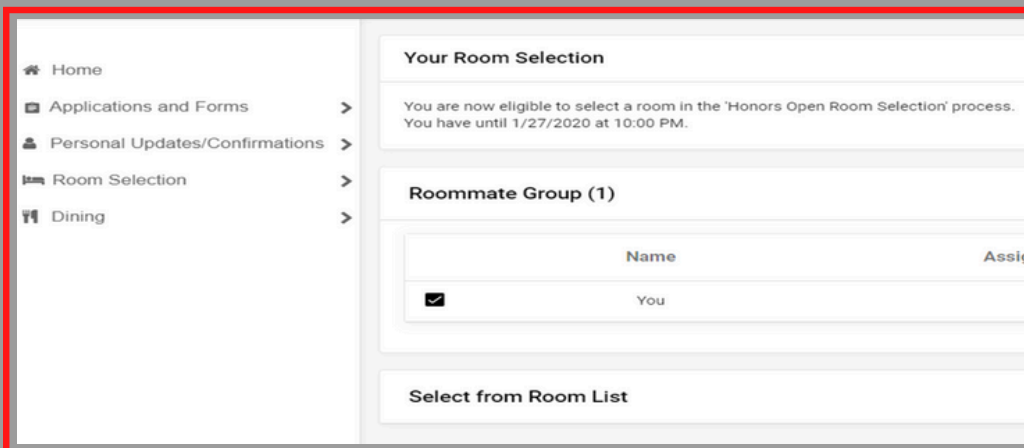 Home
Applications and Forms
Personal Updates/Confirmations
Room Selection
Dining
Your Room Selection
You are now eligible to select a room in the 'Honors Open Room Selection' process.
You have until 1/27/2020 at 10:00 PM.
Roommate Group (1)
Name Assig
You
Select from Room List